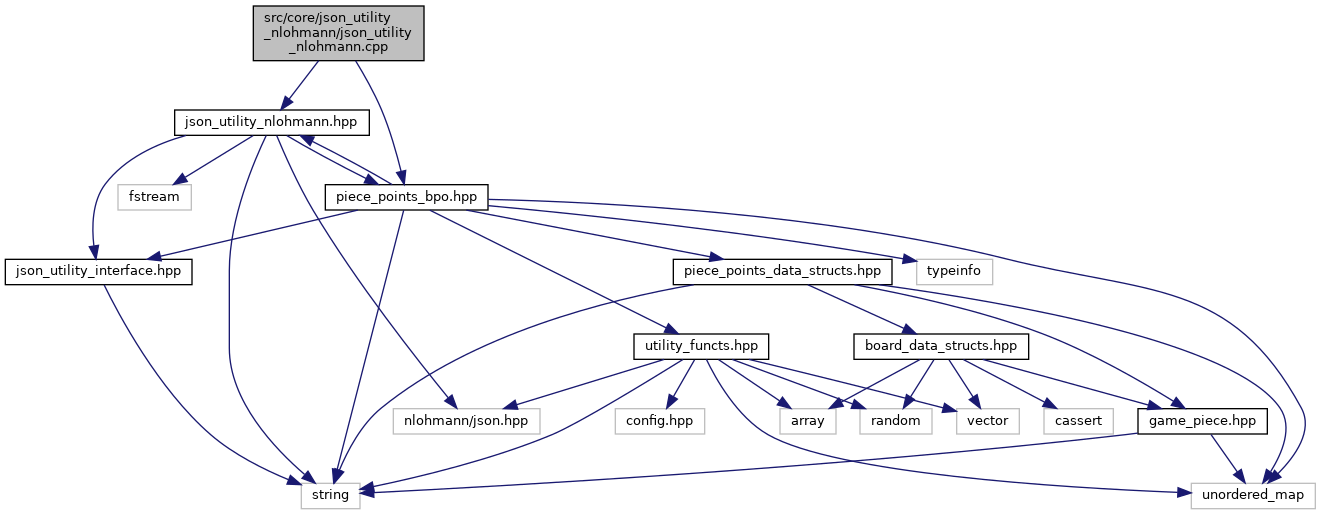 src/core/json_utility
_nlohmann/json_utility
_nlohmann.cpp
json_utility_nlohmann.hpp
fstream
piece_points_bpo.hpp
json_utility_interface.hpp
piece_points_data_structs.hpp
typeinfo
utility_functs.hpp
board_data_structs.hpp
nlohmann/json.hpp
config.hpp
array
random
vector
cassert
game_piece.hpp
string
unordered_map